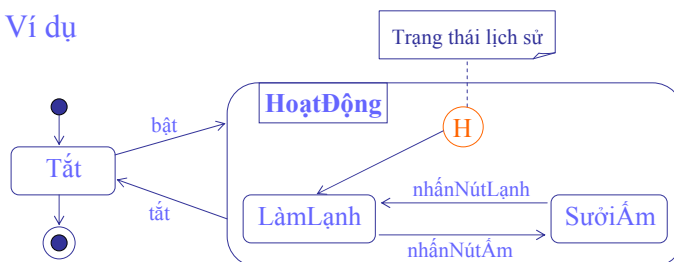 Ví dụ
Trạng thái lịch sử
HoạtĐộng
H
bật
Tắt
tắt
nhấnNútLạnh
LàmLạnh
SưởiẤm
nhấnNútẤm